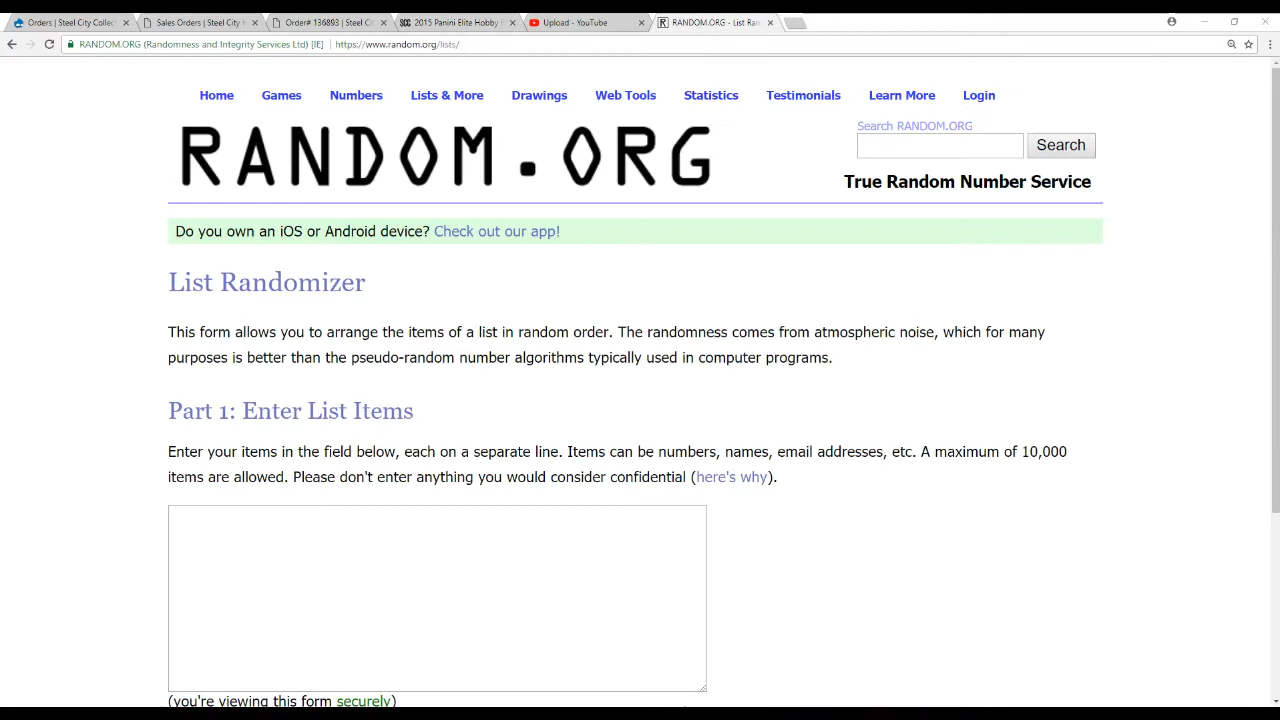 Orders | Steel City Collect
Sales Orders | Steel City H
Order# 136893 | Steel Cit
2015 Panini Elite Hobby
Upload - YouTube
RANDOM.ORG - List Ran
RANDOM.ORG (Randomness and Integrity Services Ltd) [IE]
https://www.random.org/lists/
Home Games Numbers Lists & More Drawings Web Tools Statistics Testimonials Learn More Login
RANDOM.ORG
Search RANDOM.ORG
Search
True Random Number Service
Do you own an iOS or Android device? Check out our app!
List Randomizer
This form allows you to arrange the items of a list in random order. The randomness comes from atmospheric noise, which for many
purposes is better than the pseudo-random number algorithms typically used in computer programs.
Part 1: Enter List Items
Enter your items in the field below, each on a separate line. Items can be numbers, names, email addresses, etc. A maximum of 10,000
items are allowed. Please don't enter anything you would consider confidential (here's why).
(you're viewing this form securely)